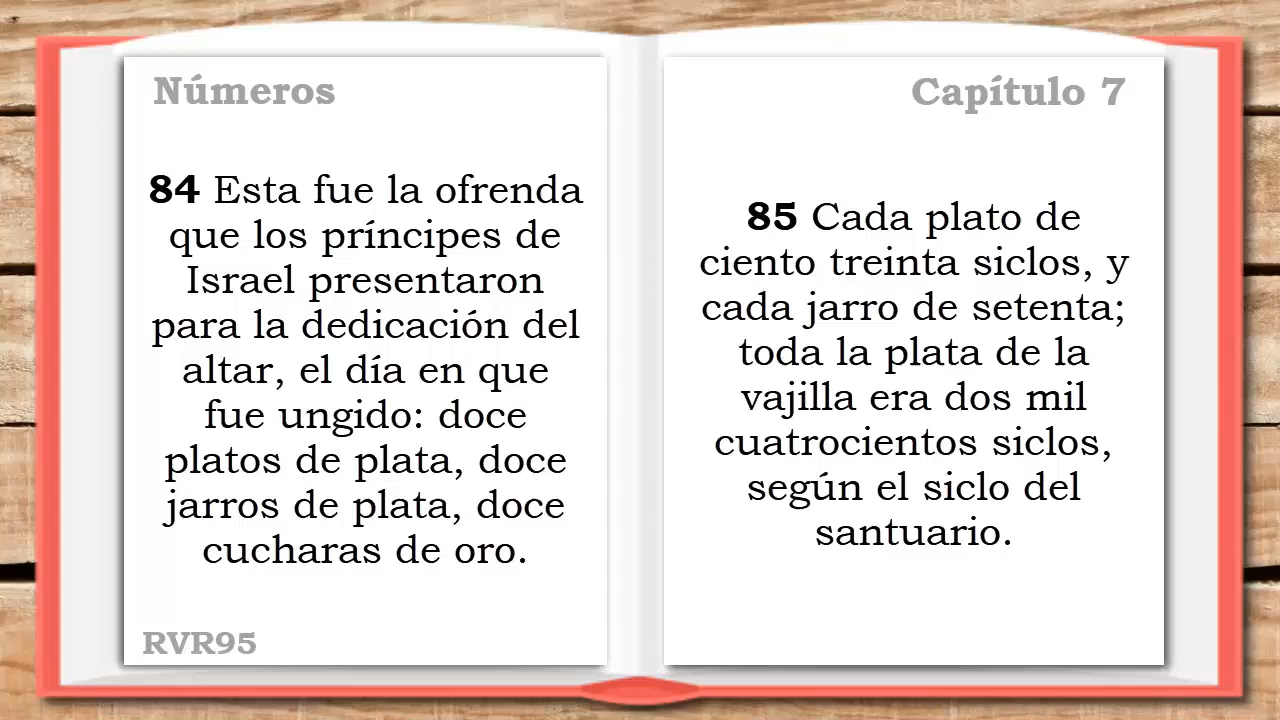 Números
84 Esta fue la ofrenda
que los príncipes de
Israel presentaron
para la dedicación del
altar, el día en que
fue ungido: doce
platos de plata, doce
jarros de plata, doce
cucharas de oro.
RVR95
Capítulo 7
85 Cada plato de
ciento treinta siclos, y
cada jarro de setenta;
toda la plata de la
vajilla era dos mil
cuatrocientos siclos,
según el siclo del
santuario.